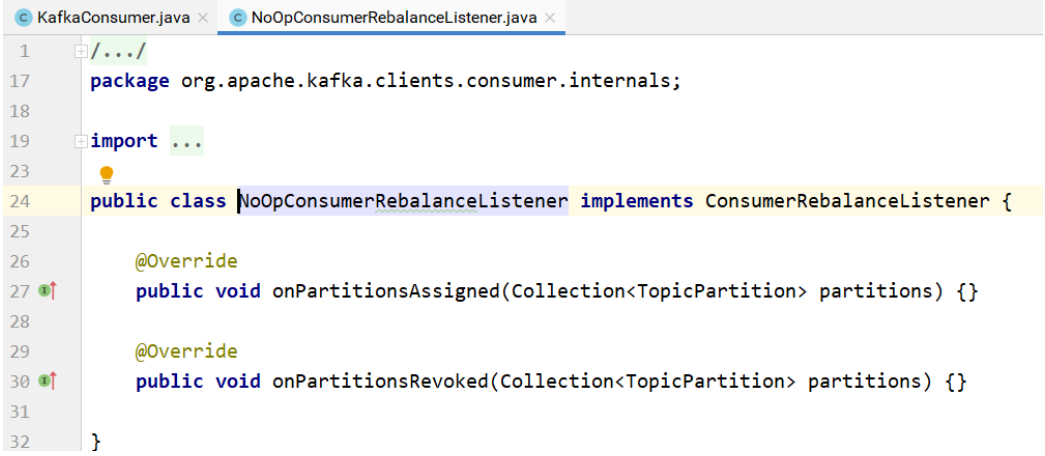 KafkaConsumer.java NoOpConsumerRebalanceListener.java
1 /.../
17 package org.apache.kafka.clients.consumer.internals;
18
19 import ...
23
24 public class NoOpConsumerRebalanceListener implements ConsumerRebalanceListener {
25
26 @Override
27 public void onPartitionsAssigned(Collection<TopicPartition> partitions) {}
28
29 @Override
30 public void onPartitionsRevoked(Collection<TopicPartition> partitions) {}
31
32 }